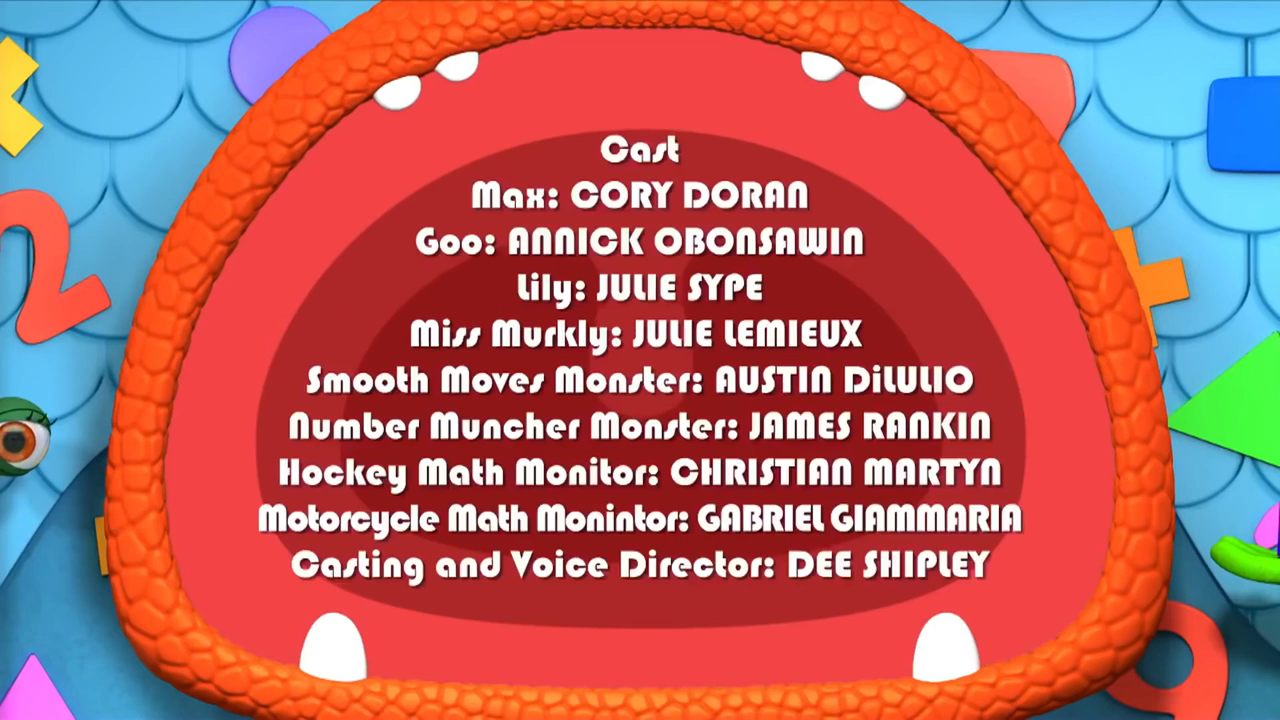 Cast
Max: CORY DORAN
Goo: ANNICK OBONSAWIN
Lily: JULIE SYPE
Miss Murkly: JULIE LEMIEUX
Smooth Moves Monster: AUSTIN DiLULIO
Number Muncher Monster: JAMES RANKIN
Hockey Math Monitor: CHRISTIAN MARTYN
Motorcycle Math Monintor: GABRIEL GIAMMARIA
Casting and Voice Director: DEE SHIPLEY
2
9